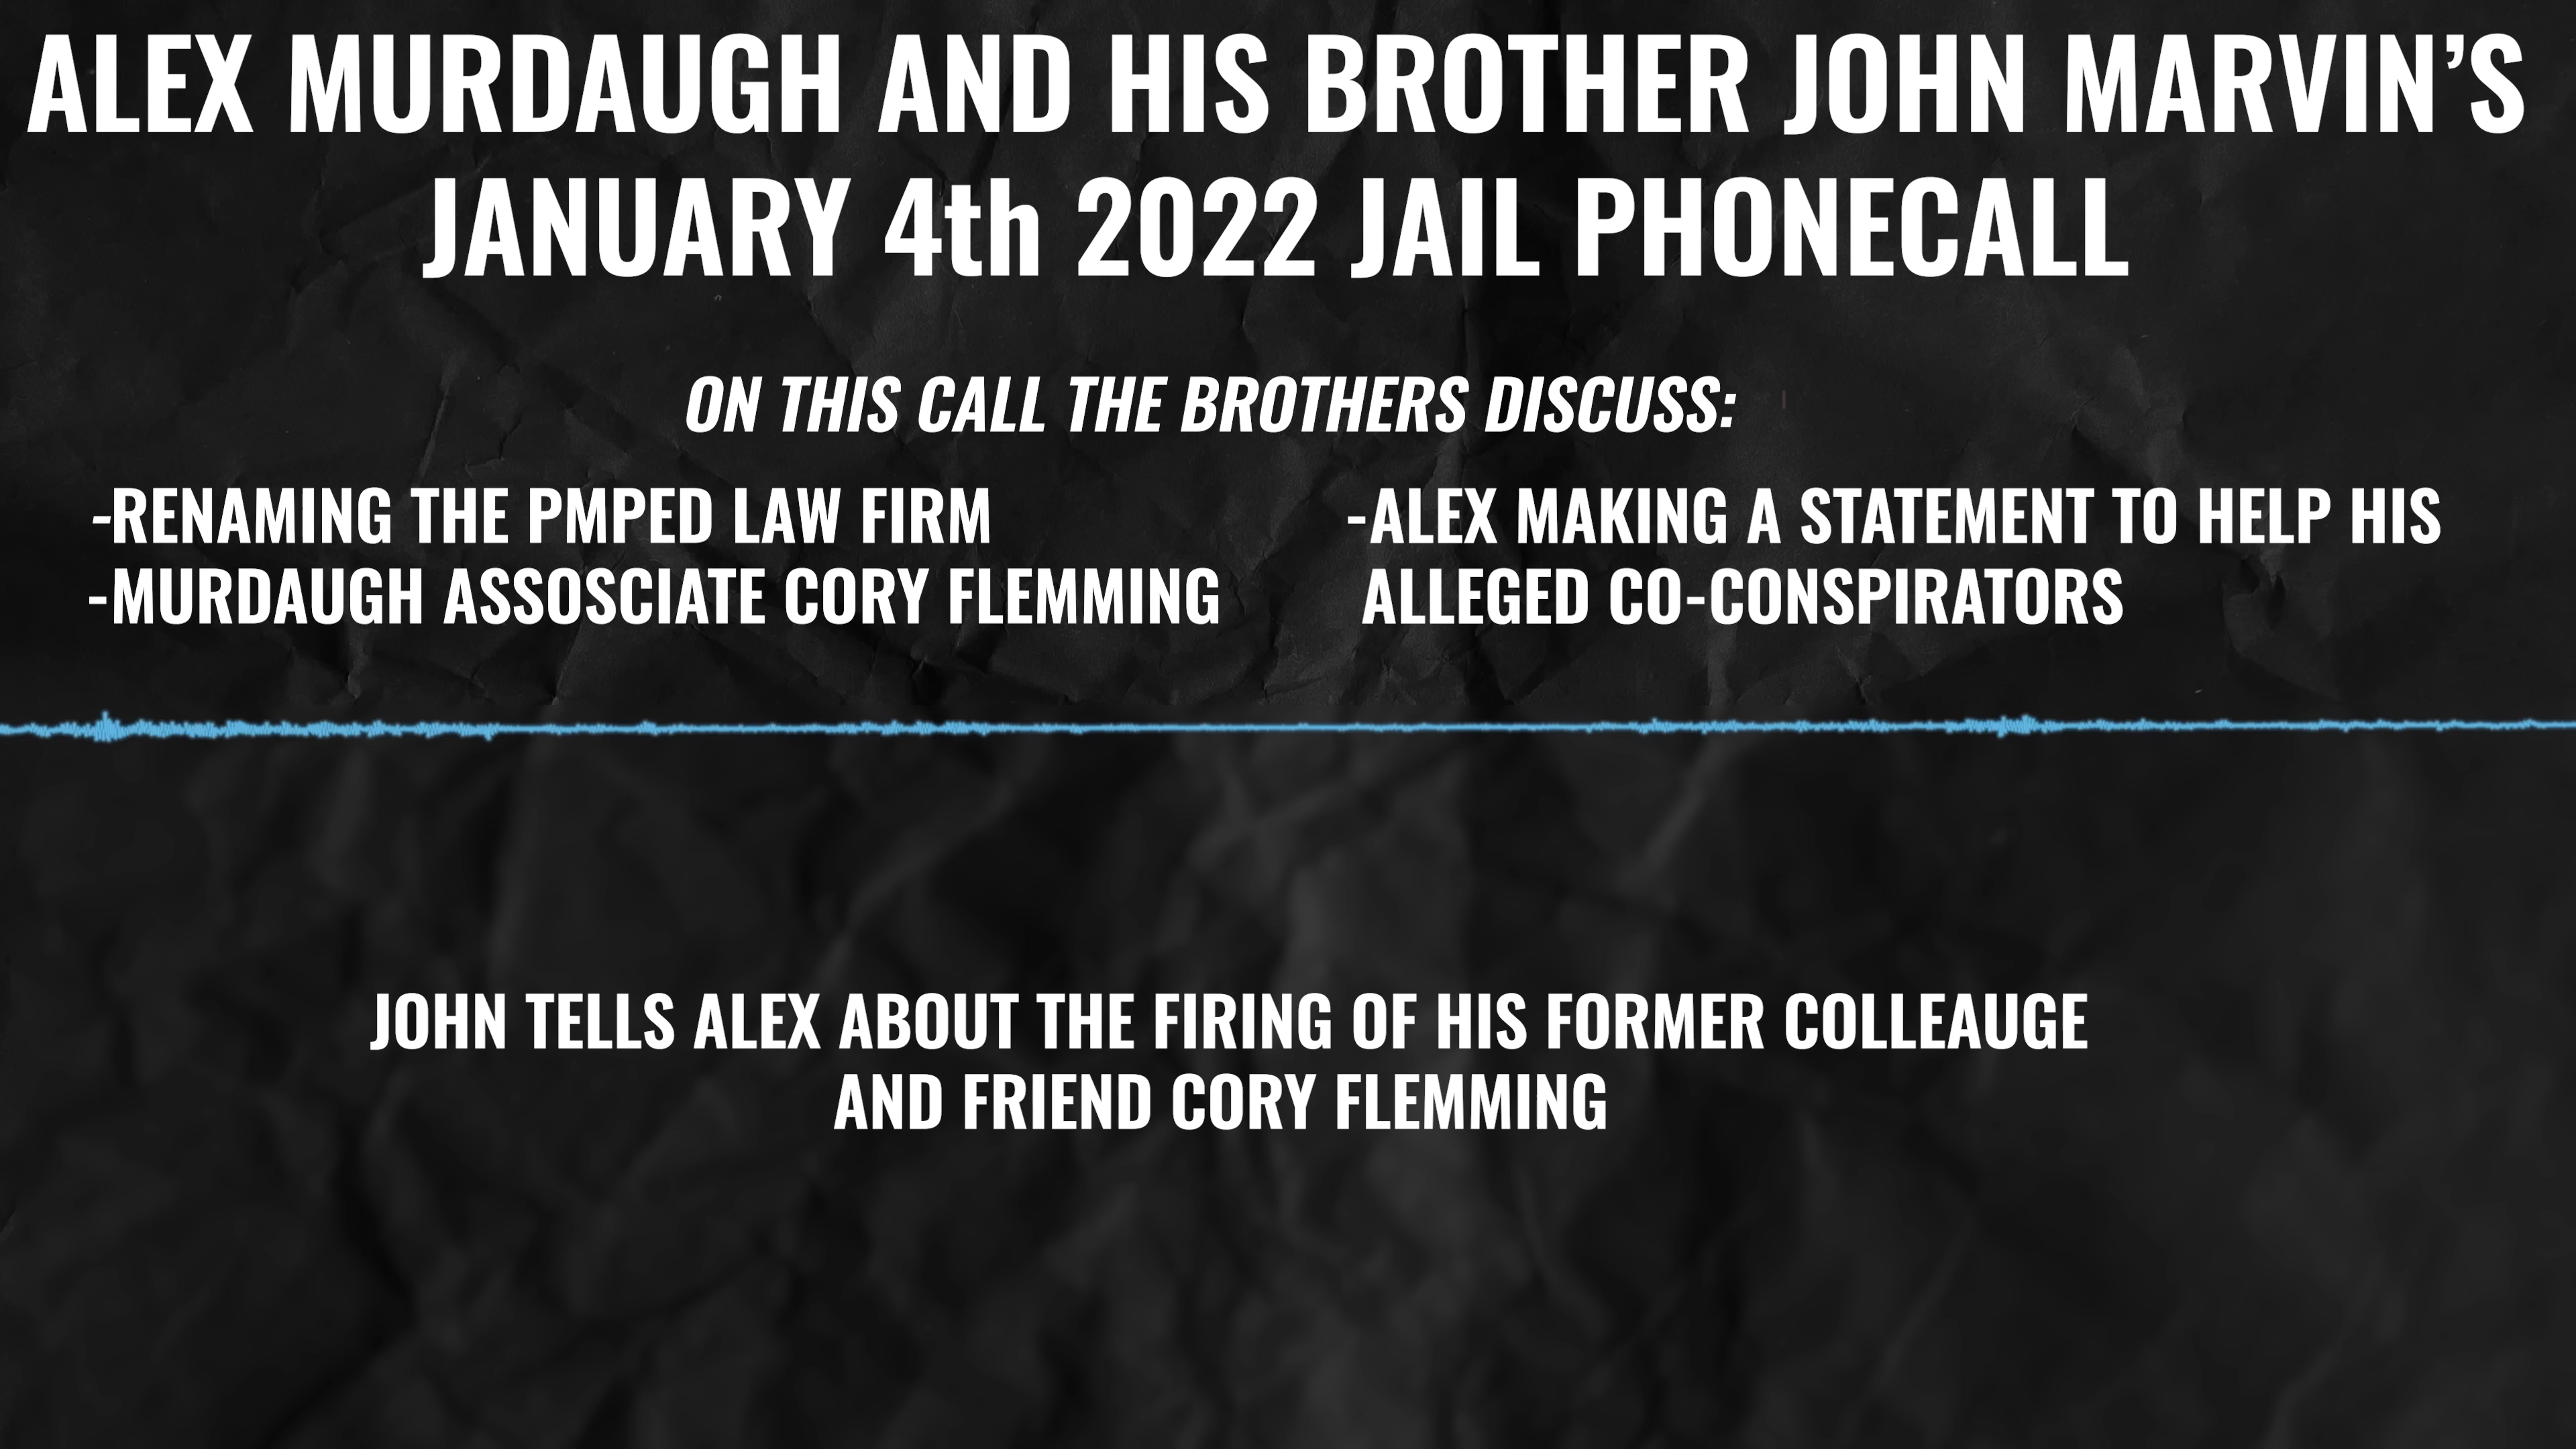 ALEX MURDAUGH AND HIS BROTHER JOHN MARVIN’S
JANUARY 4th 2022 JAIL PHONECALL
ON THIS CALL THE BROTHERS DISCUSS:
-RENAMING THE PMPED LAW FIRM
-MURDAUGH ASSOSCIATE CORY FLEMMING
-ALEX MAKING A STATEMENT TO HELP HIS
ALLEGED CO-CONSPIRATORS
JOHN TELLS ALEX ABOUT THE FIRING OF HIS FORMER COLLEAUGE
AND FRIEND CORY FLEMMING